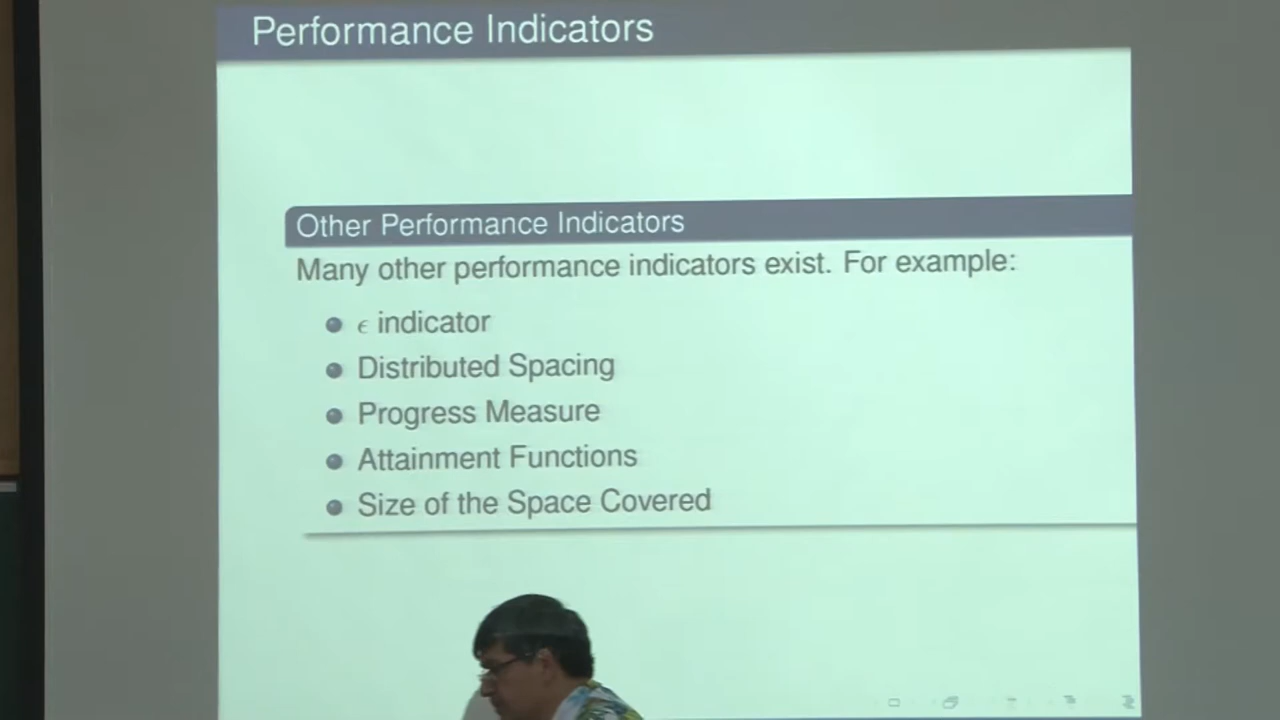 Performance Indicators
Other Performance Indicators
Many other performance indicators exist. For example:
ϵ indicator
Distributed Spacing
Progress Measure
Attainment Functions
Size of the Space Covered